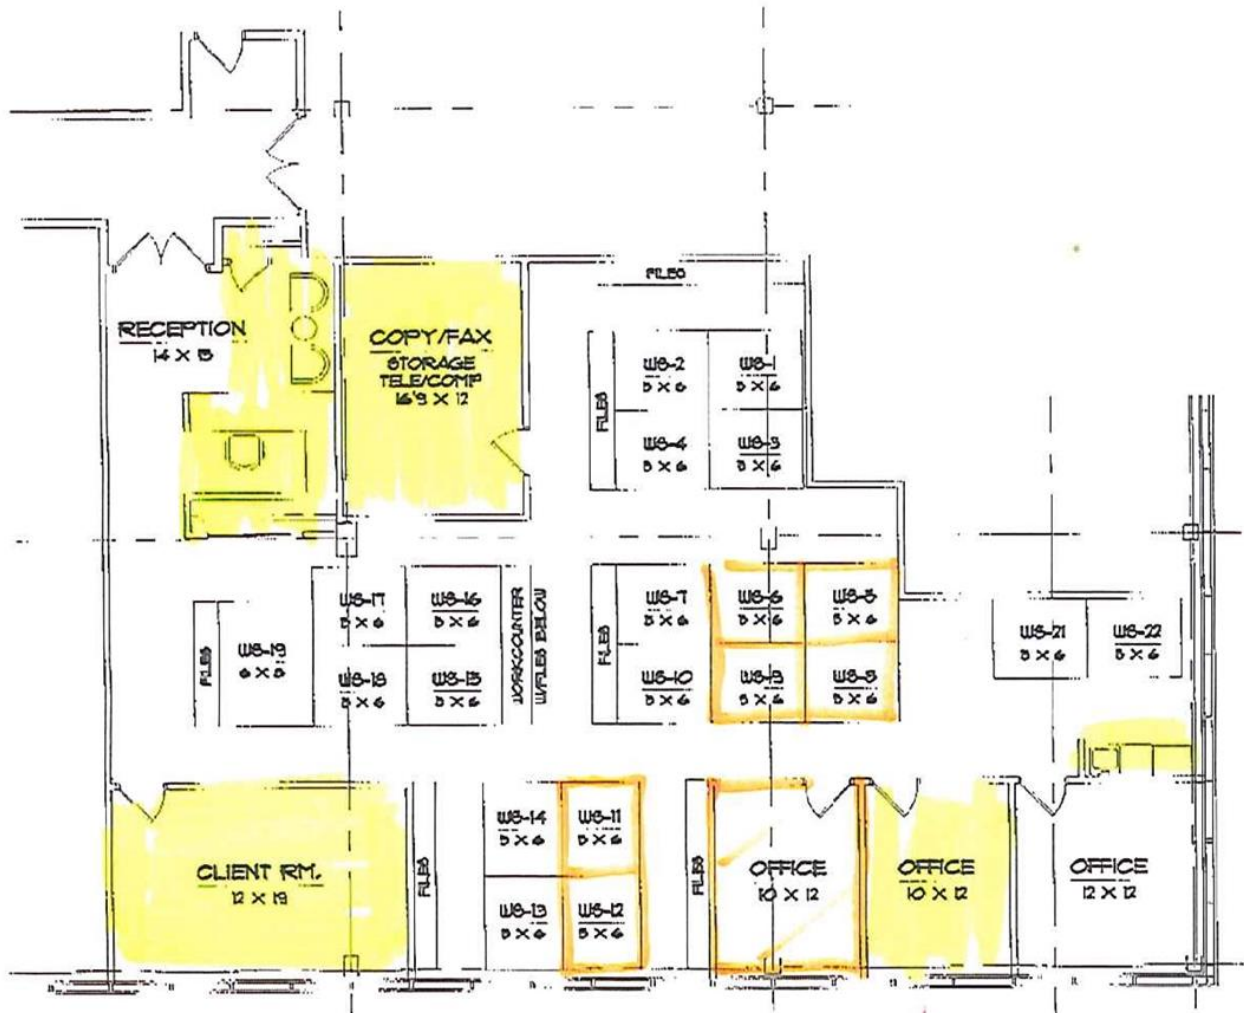 FILES
RECEPTION
14 X 15
COPY/FAX
STORAGE
TELE/COMP
16'9 X 12
FILES
WS-2
5 X 6
WS-1
5 X 6
WS-4
5 X 6
WS-3
5 X 6
FILES
WS-19
6 X 5
WS-17
5 X 6
WS-16
5 X 6
WS-18
5 X 6
WS-15
5 X 6
WORKCOUNTER
W/FILES BELOW
FILES
WS-7
5 X 6
WS-6
5 X 6
WS-5
5 X 6
WS-10
5 X 6
WS-9
5 X 6
WS-8
5 X 6
WS-21
5 X 6
WS-22
5 X 6
CLIENT RM.
12 X 19
FILES
WS-14
5 X 6
WS-11
5 X 6
WS-13
5 X 6
WS-12
5 X 6
FILES
OFFICE
10 X 12
OFFICE
10 X 12
OFFICE
12 X 12